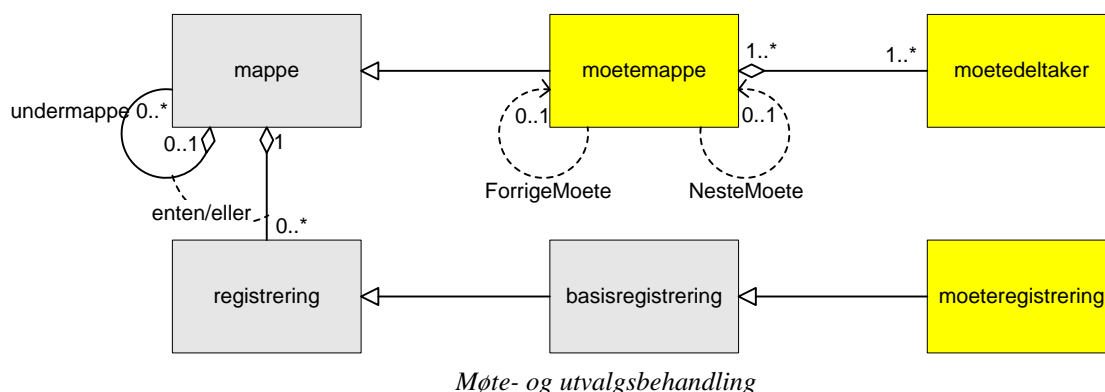 mappe
moetemappe
moetedeltaker
1..*
1..*
undermappe 0..*
0..1
1
0..1
0..1
ForrigeMoete
NesteMoete
enten/eller
0..*
registrering
basisregistrering
moeteregistrering
Møte- og utvalgsbehandling